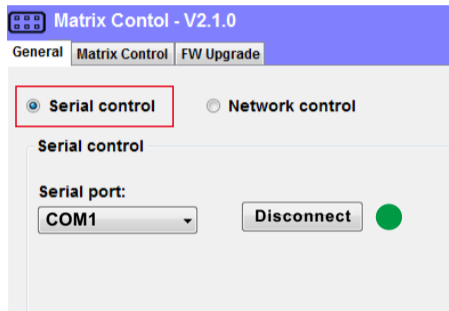 Matrix Contol - V2.1.0
General Matrix Control FW Upgrade
Serial control Network control
Serial control
Serial port:
COM1 Disconnect